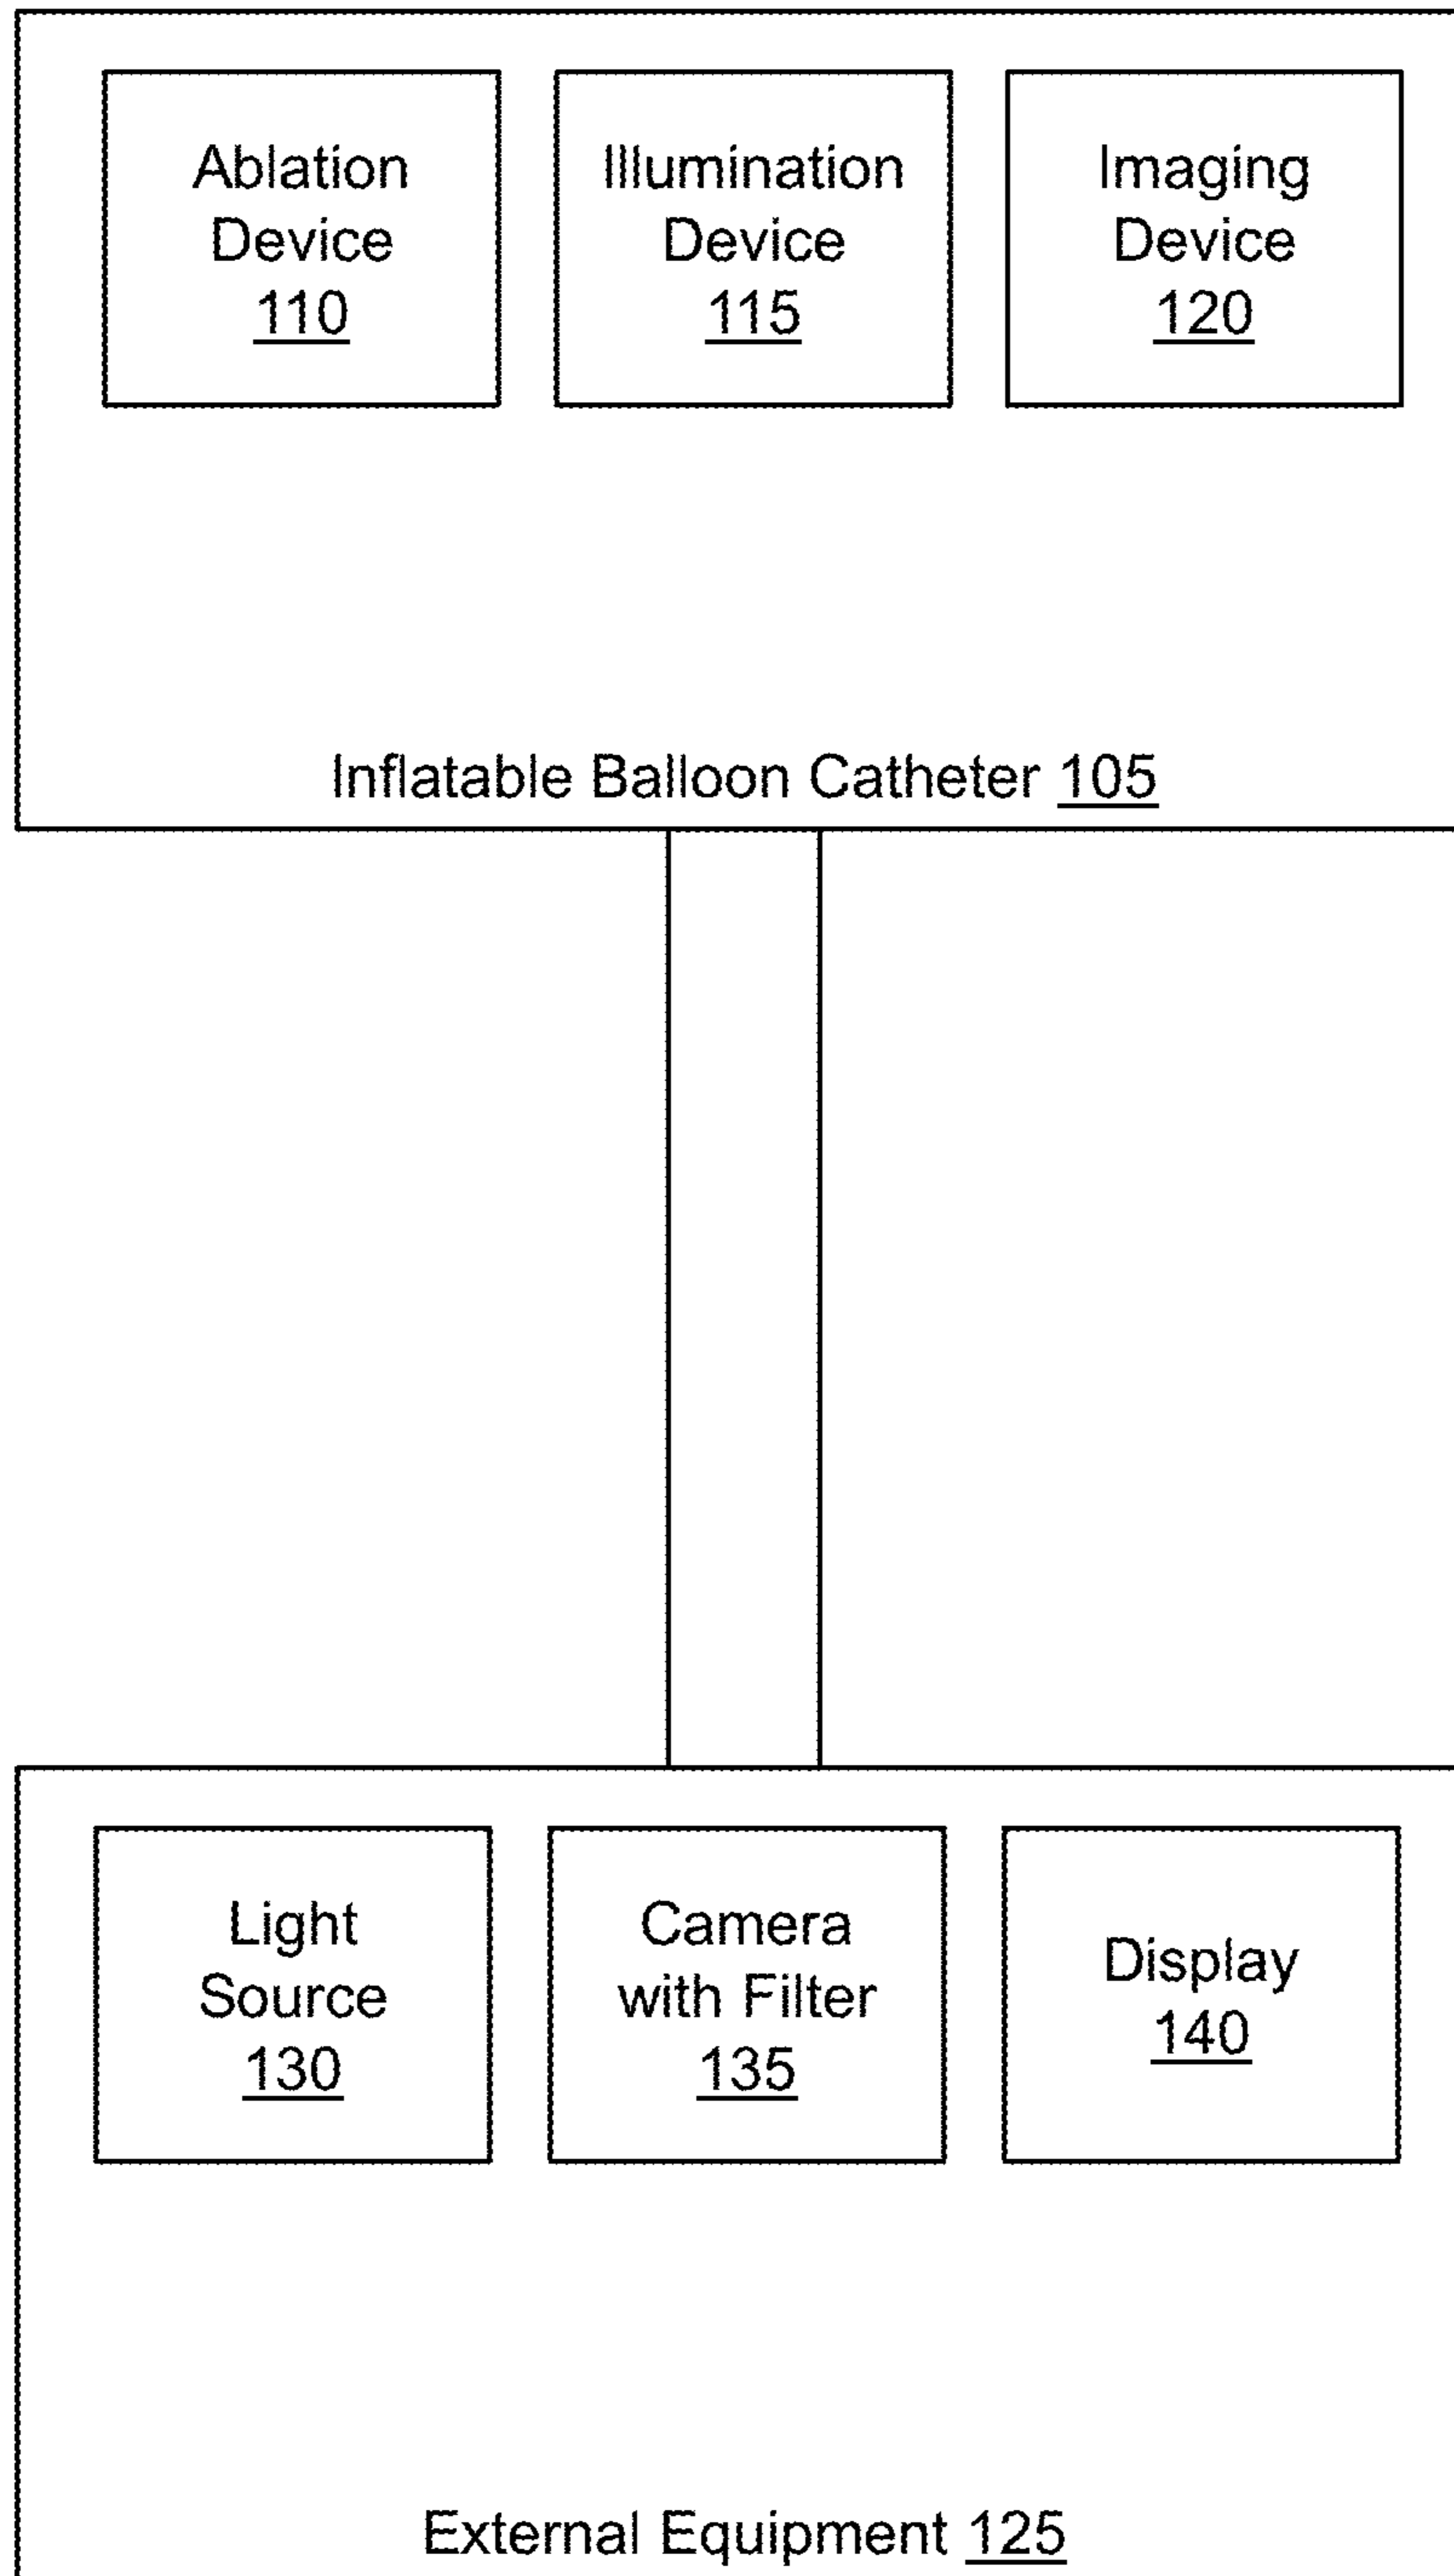 Ablation
Device
110
Illumination
Device
115
Imaging
Device
120
Inflatable Balloon Catheter 105
Light
Source
130
Camera
with Filter
135
Display
140
External Equipment 125